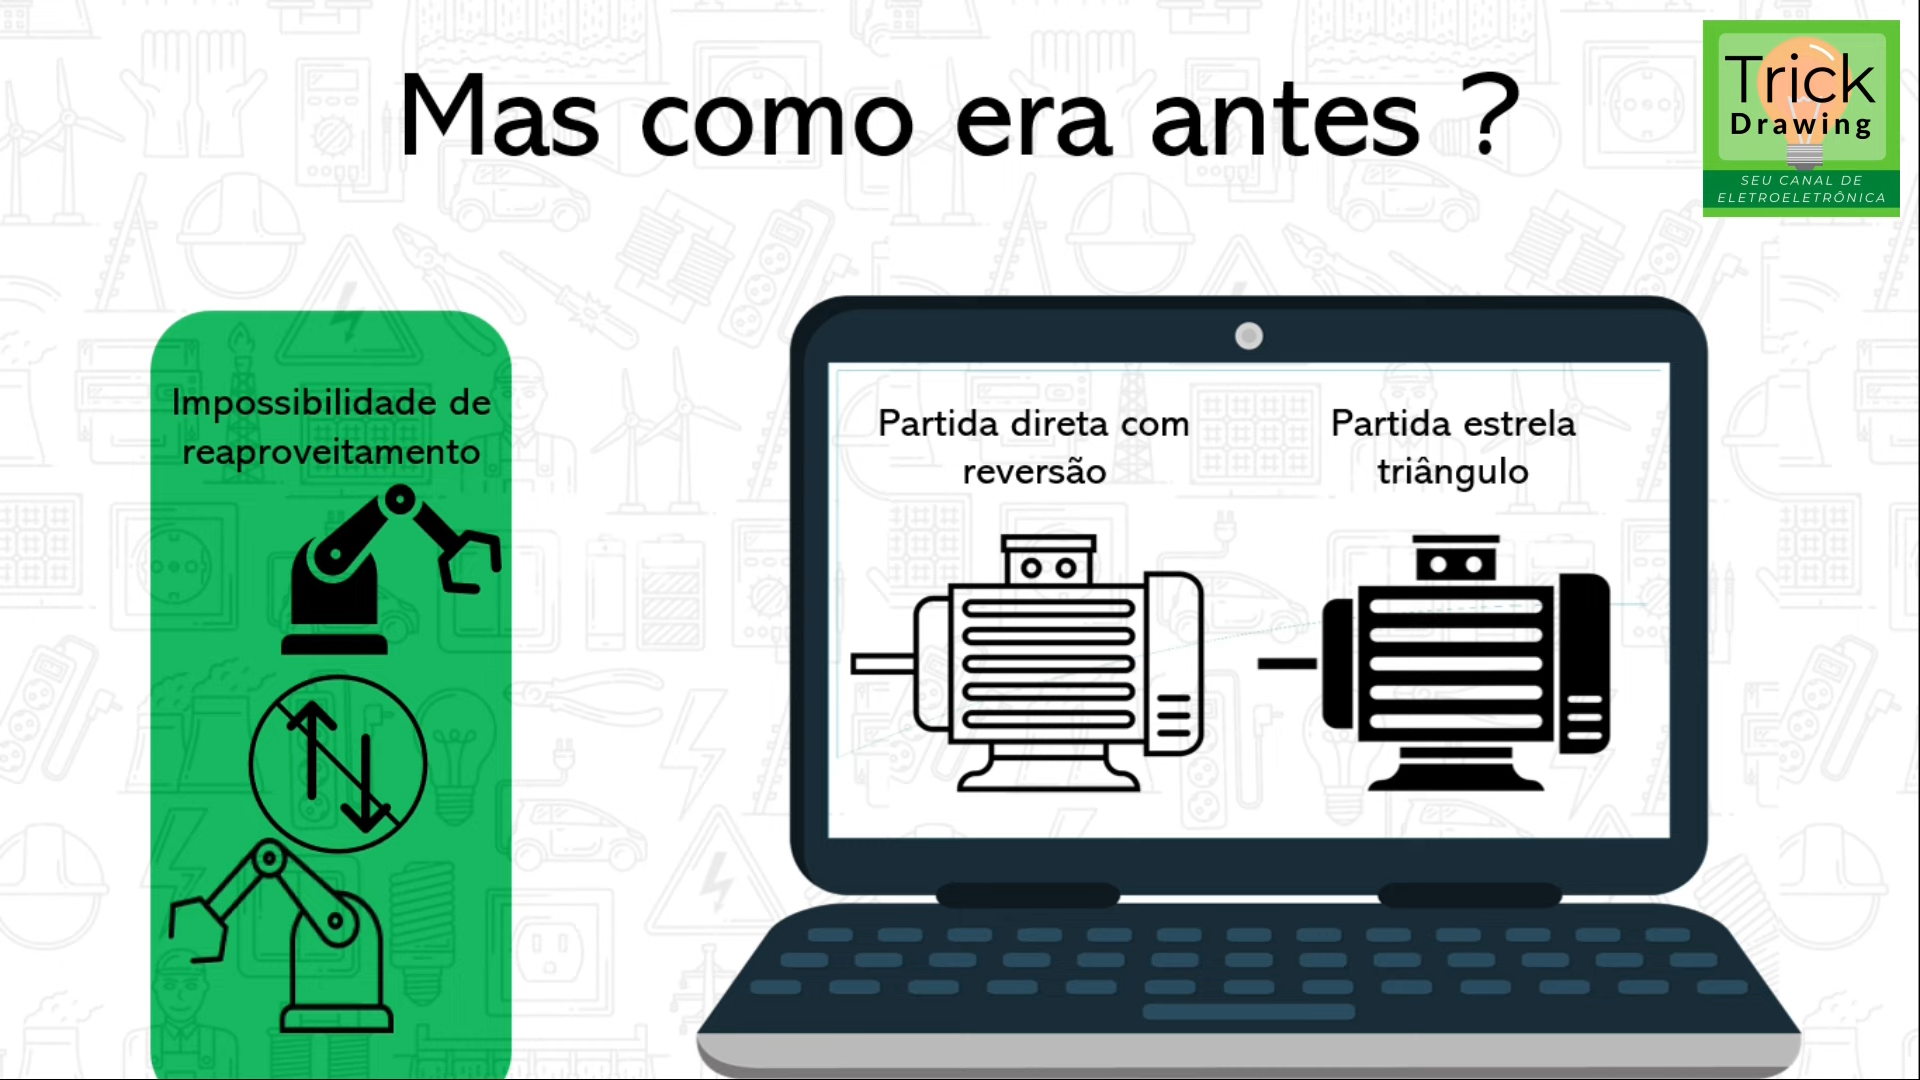 Mas como era antes ?
Trick
Drawing
SEU CANAL DE
ELETROELETRÔNICA
Impossibilidade de
reaproveitamento
Partida direta com
reversão
Partida estrela
triângulo